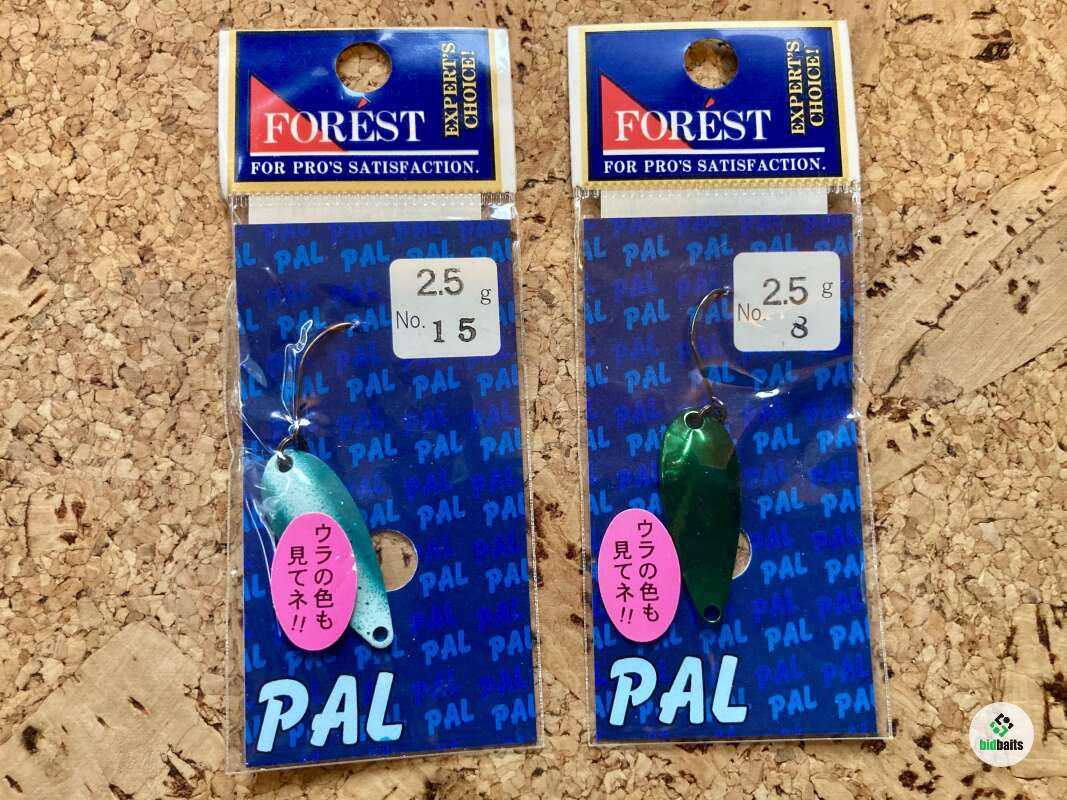 FORÉST
EXPERT'S
CHOICE!
FOR PRO'S SATISFACTION.
PAL
2.5 g
No. 15
ウラの色も
見てネ!!
PAL
FORÉST
EXPERT'S
CHOICE!
FOR PRO'S SATISFACTION.
PAL
2.5 g
No. 8
ウラの色も
見てネ!!
PAL
bidbaits